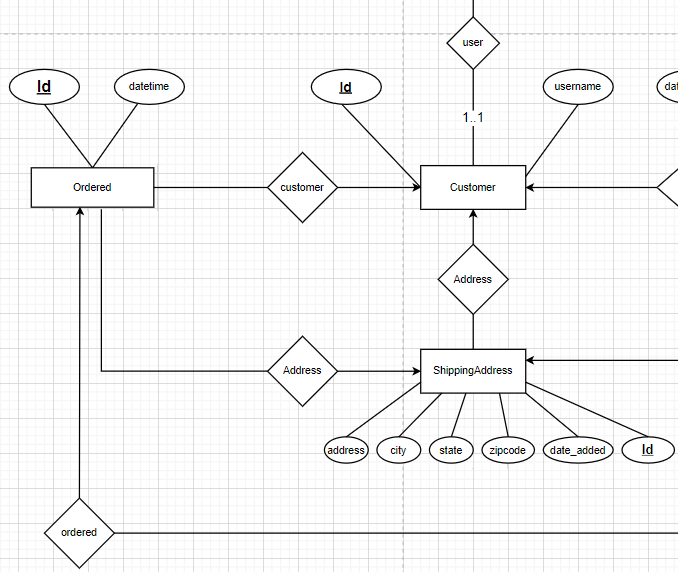 user
Id
datetime
Id
username
1..1
Ordered
customer
Customer
Address
Address
ShippingAddress
address
city
state
zipcode
date_added
Id
ordered